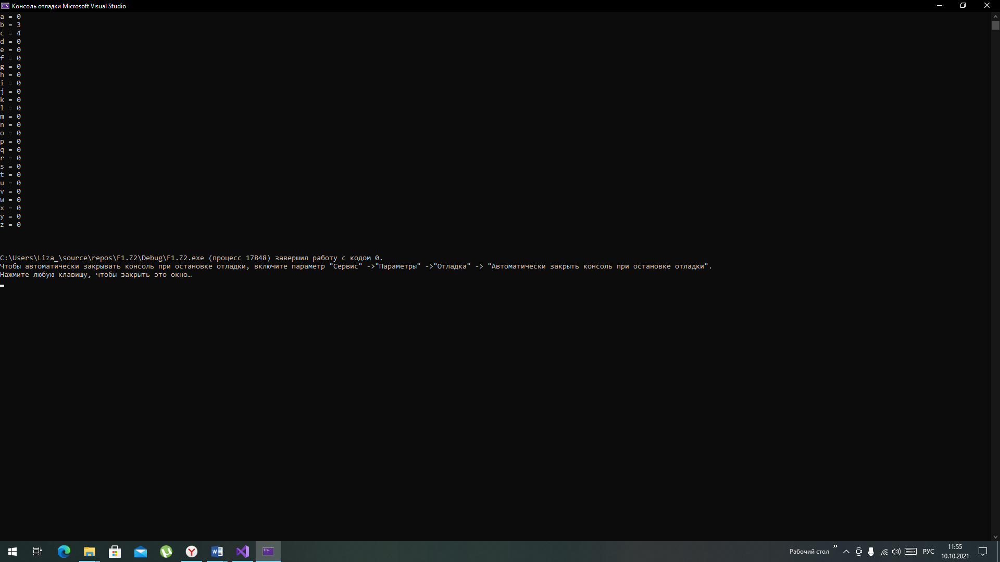 Консоль отладки Microsoft Visual Studio
a = 0
b = 3
c = 4
d = 0
e = 0
f = 0
g = 0
h = 0
i = 0
j = 0
k = 0
l = 0
m = 0
n = 0
o = 0
p = 0
q = 0
r = 0
s = 0
t = 0
u = 0
v = 0
w = 0
x = 0
y = 0
z = 0
C:\Users\Liza_\source\repos\F1.Z2\Debug\F1.Z2.exe (процесс 17848) завершил работу с кодом 0.
Чтобы автоматически закрывать консоль при остановке отладки, включите параметр "Сервис" ->"Параметры" ->"Отладка" -> "Автоматически закрыть консоль при остановке отладки".
Нажмите любую клавишу, чтобы закрыть это окно…
Рабочий стол
РУС
11:55
10.10.2021